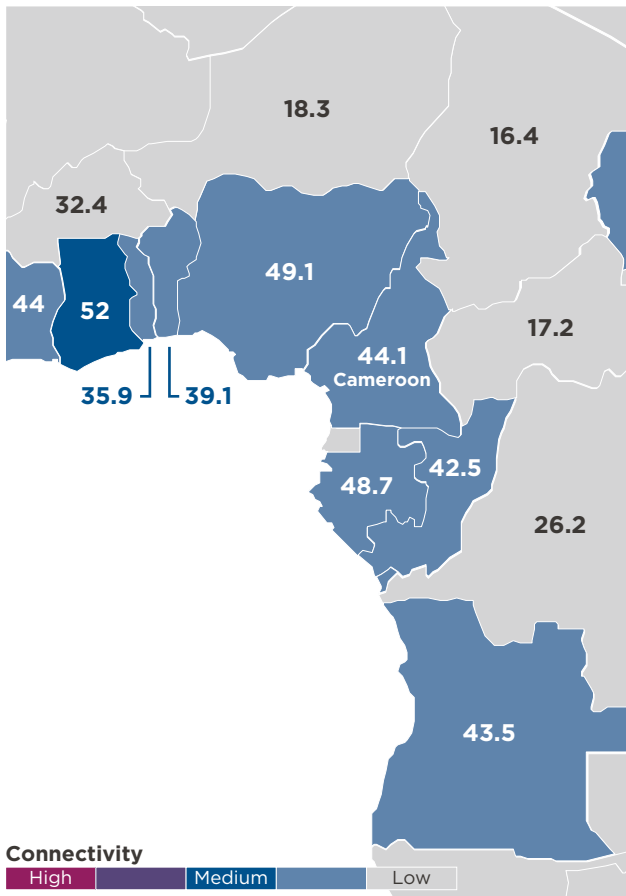 18.3
16.4
32.4
49.1
44
52
17.2
44.1
Cameroon
35.9
39.1
42.5
48.7
26.2
43.5
Connectivity
High
Medium
Low